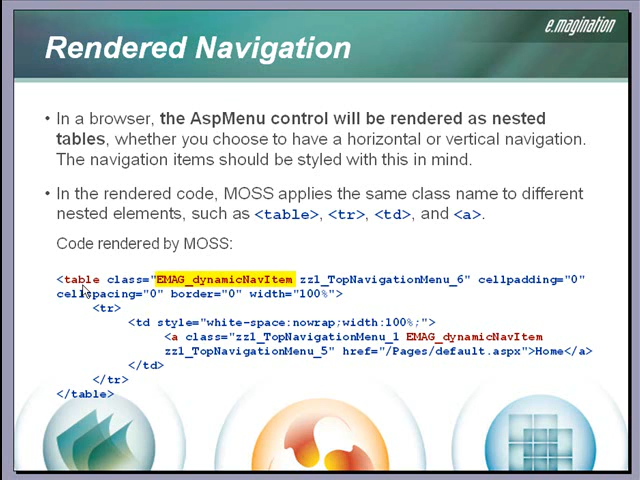 e.magination
Rendered Navigation
• In a browser, the AspMenu control will be rendered as nested
tables, whether you choose to have a horizontal or vertical navigation.
The navigation items should be styled with this in mind.
• In the rendered code, MOSS applies the same class name to different
nested elements, such as <table>, <tr>, <td>, and <a>.
Code rendered by MOSS:
<table class="EMAG_dynamicNavItem zz1_TopNavigationMenu_6" cellpadding="0"
cellspacing="0" border="0" width="100%">
<tr>
<td style="white-space:nowrap;width:100%;">
<a class="zz1_TopNavigationMenu_1 EMAG_dynamicNavItem
zz1_TopNavigationMenu_5" href="/Pages/default.aspx">Home</a>
</td>
</tr>
</table>